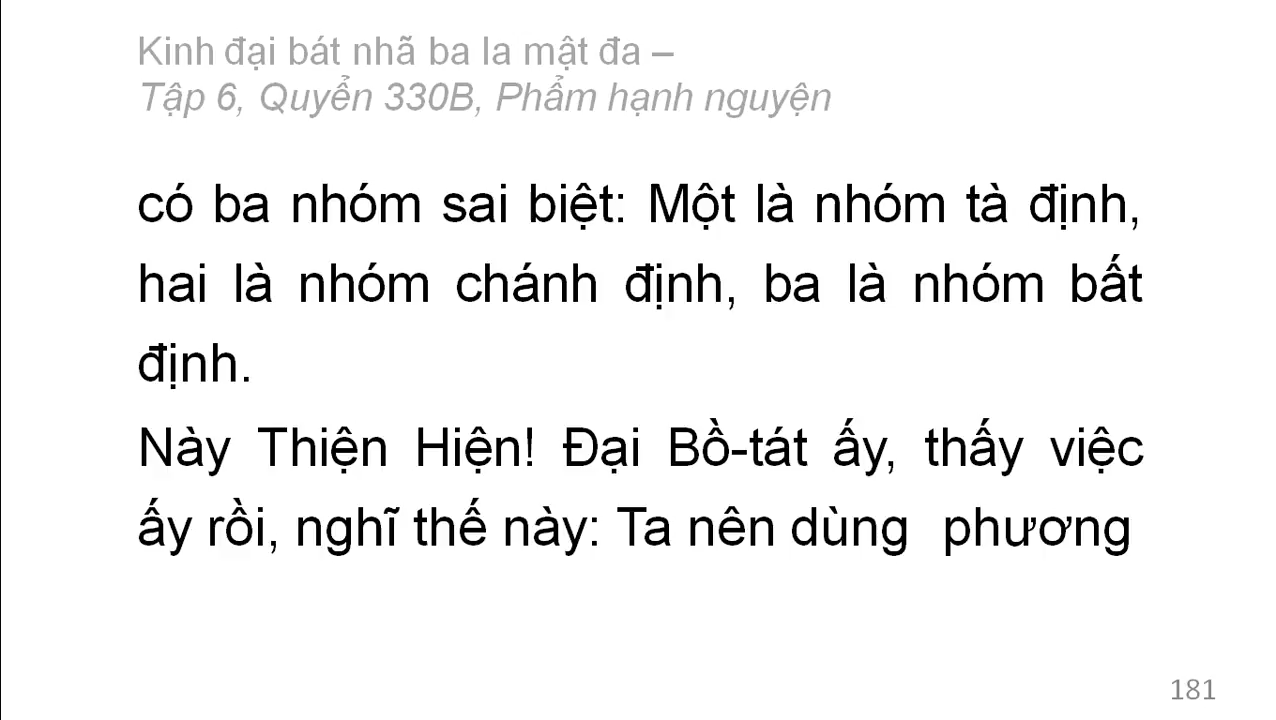 Kinh đại bát nhã ba la mật đa –
Tập 6, Quyển 330B, Phẩm hạnh nguyện
có ba nhóm sai biệt: Một là nhóm tà định,
hai là nhóm chánh định, ba là nhóm bất
định.
Này Thiện Hiện! Đại Bồ-tát ấy, thấy việc
ấy rồi, nghĩ thế này: Ta nên dùng phương
181